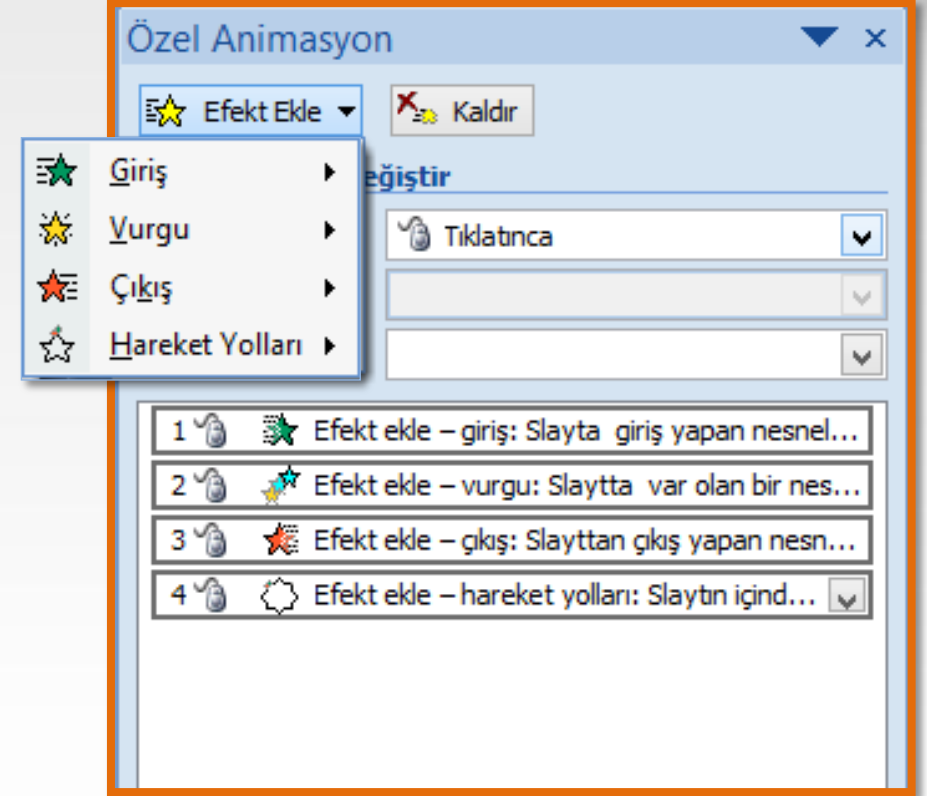 Özel Animasyon
Efekt Ekle
Kaldır
Giriş
eğiştir
Vurgu
Tıklatınca
Çıkış
Hareket Yolları
1 Efekt ekle – giriş: Slayta giriş yapan nesnel...
2 Efekt ekle – vurgu: Slaytta var olan bir nes...
3 Efekt ekle – çıkış: Slayttan çıkış yapan nesn...
4 Efekt ekle – hareket yolları: Slaytın içind...